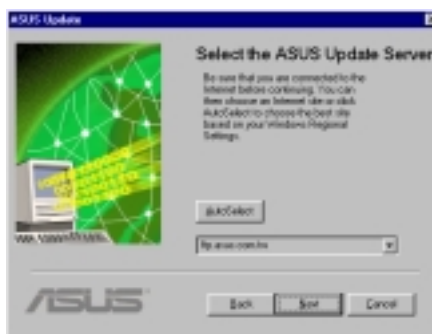 ASUS Update
Select the ASUS Update Server
Be sure that you are connected to the
Internet before continuing. You can
then choose an Internet site or click
AutoSelect to choose the best site
based on your Windows Regional
Settings.
AutoSelect
ftp.asus.com.tw
ASUS
Back
Next
Cancel